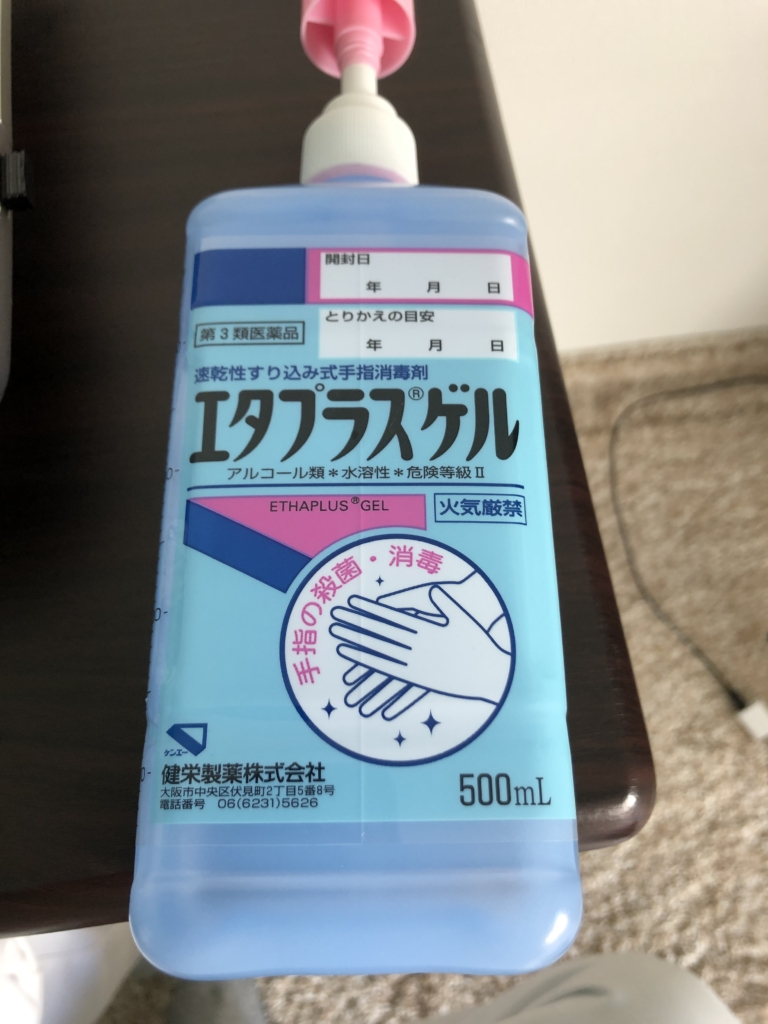 開封日
年 月 日
とりかえの目安
年 月 日
第3類医薬品
速乾性すり込み式手指消毒剤
エタプラス®ゲル
アルコール類*水溶性*危険等級Ⅱ
ETHAPLUS®GEL
火気厳禁
手指の殺菌・消毒
ケンエー
健栄製薬株式会社
大阪市中央区伏見町2丁目5番8号
電話番号 06(6231)5626
500mL